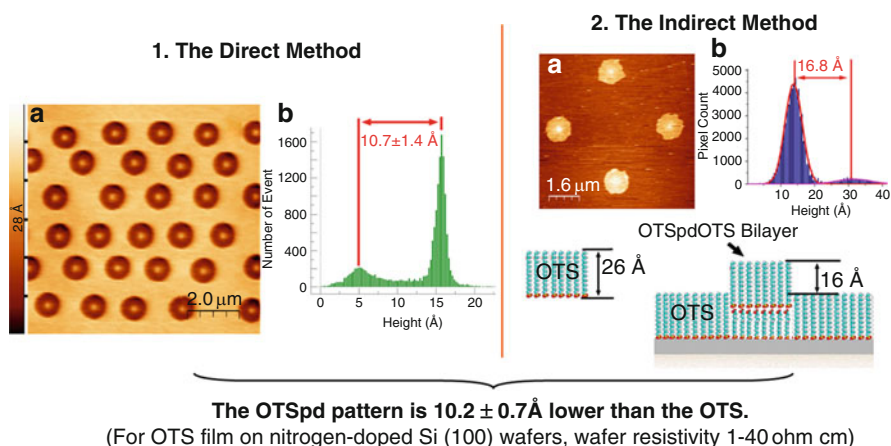 1. The Direct Method
2. The Indirect Method
a
28 Å
2.0 μm
b
Number of Event
1600
1200
800
400
0
10.7±1.4 Å
0 5 10 15 20
Height (Å)
a
1.6 μm
b
Pixel Count
5000
4000
3000
2000
1000
0
16.8 Å
10 20 30 40
Height (Å)
OTSpdOTS Bilayer
OTS
26 Å
16 Å
OTS
The OTSpd pattern is 10.2 ± 0.7Å lower than the OTS.
(For OTS film on nitrogen-doped Si (100) wafers, wafer resistivity 1-40 ohm cm)